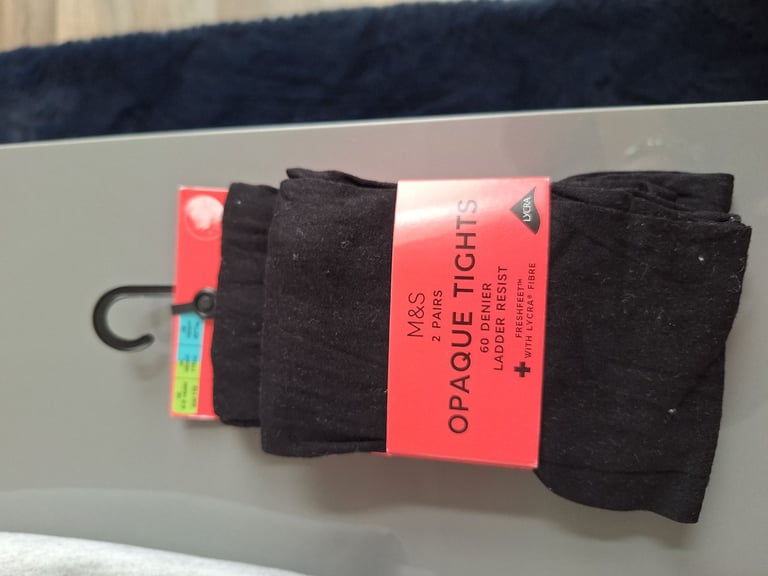 M&S
2 PAIRS
OPAQUE TIGHTS
60 DENIER
LADDER RESIST
FRESHFEET™
WITH LYCRA® FIBRE
LYCRA